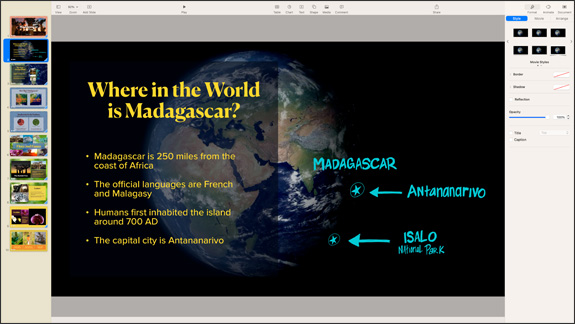 View
Zoom
Add Slide
Play
Table
Chart
Text
Shape
Media
Comment
Share
Format
Animate
Document
Style
Movie
Arrange
Movie Styles
Border
Shadow
Reflection
Opacity
100%
Title
Caption
Where in the World
is Madagascar?
• Madagascar is 250 miles from the
coast of Africa
• The official languages are French
and Malagasy
• Humans first inhabited the island
around 700 AD
• The capital city is Antananarivo
MADAGASCAR
ANTANANARIVO
ISALO
NATIONAL PARK